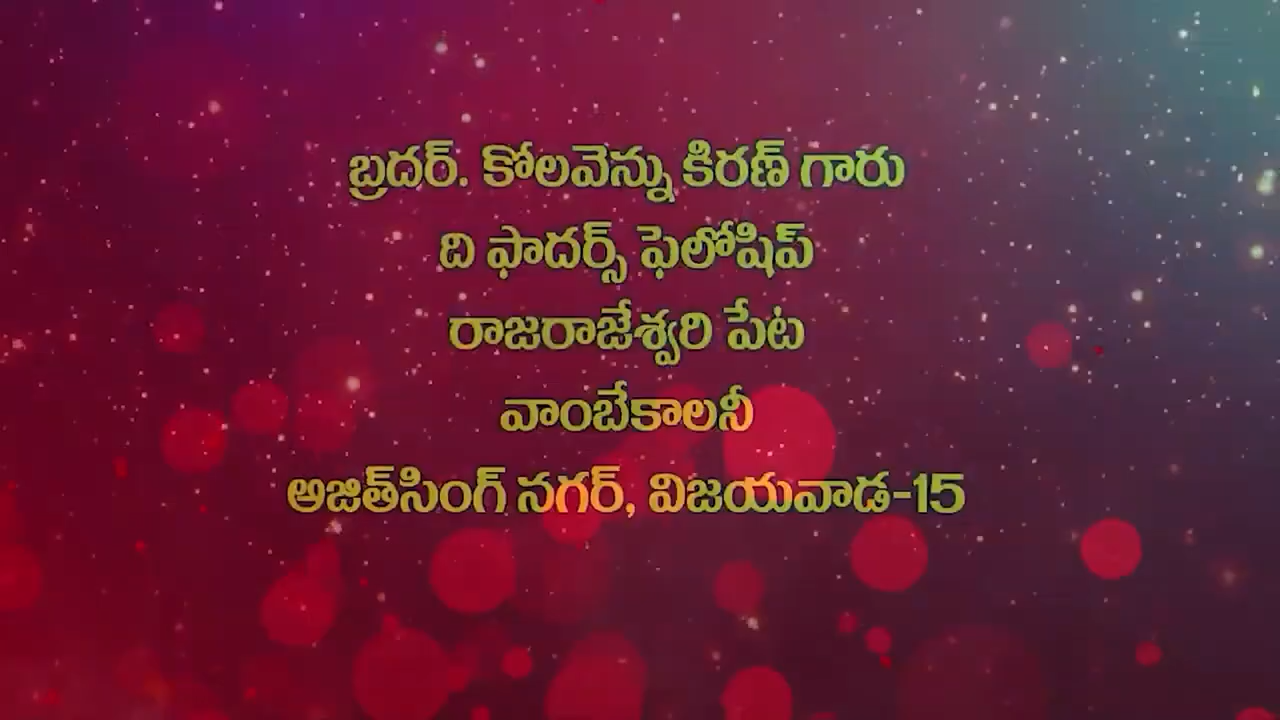 బ్రదర్. కోలవెన్ను కిరణ్ గారు
ది ఫాదర్స్ ఫెలోషిప్
రాజరాజేశ్వరి పేట
వాంబేకాలనీ
అజిత్‌సింగ్ నగర్, విజయవాడ-15